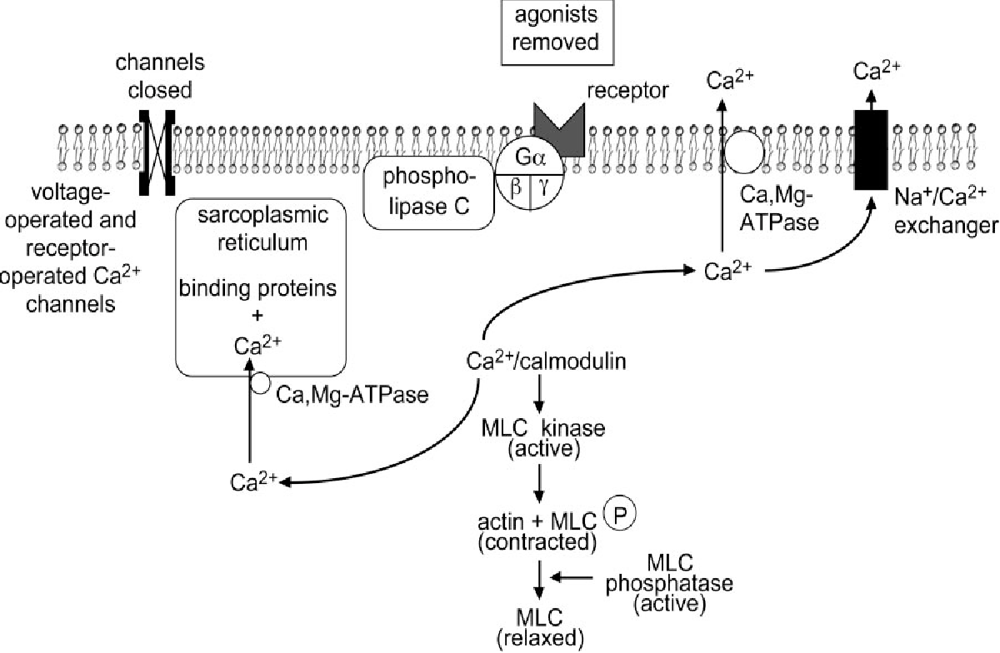 agonists
removed
channels
closed
receptor
Ca2+
Ca2+
Gα
β
γ
phospho-
lipase C
voltage-
operated and
receptor-
operated Ca2+
channels
sarcoplasmic
reticulum
binding proteins
+
Ca2+
Ca,Mg-
ATPase
Na+/Ca2+
exchanger
Ca2+
Ca2+/calmodulin
Ca,Mg-ATPase
MLC kinase
(active)
Ca2+
actin + MLC P
(contracted)
MLC
phosphatase
(active)
MLC
(relaxed)